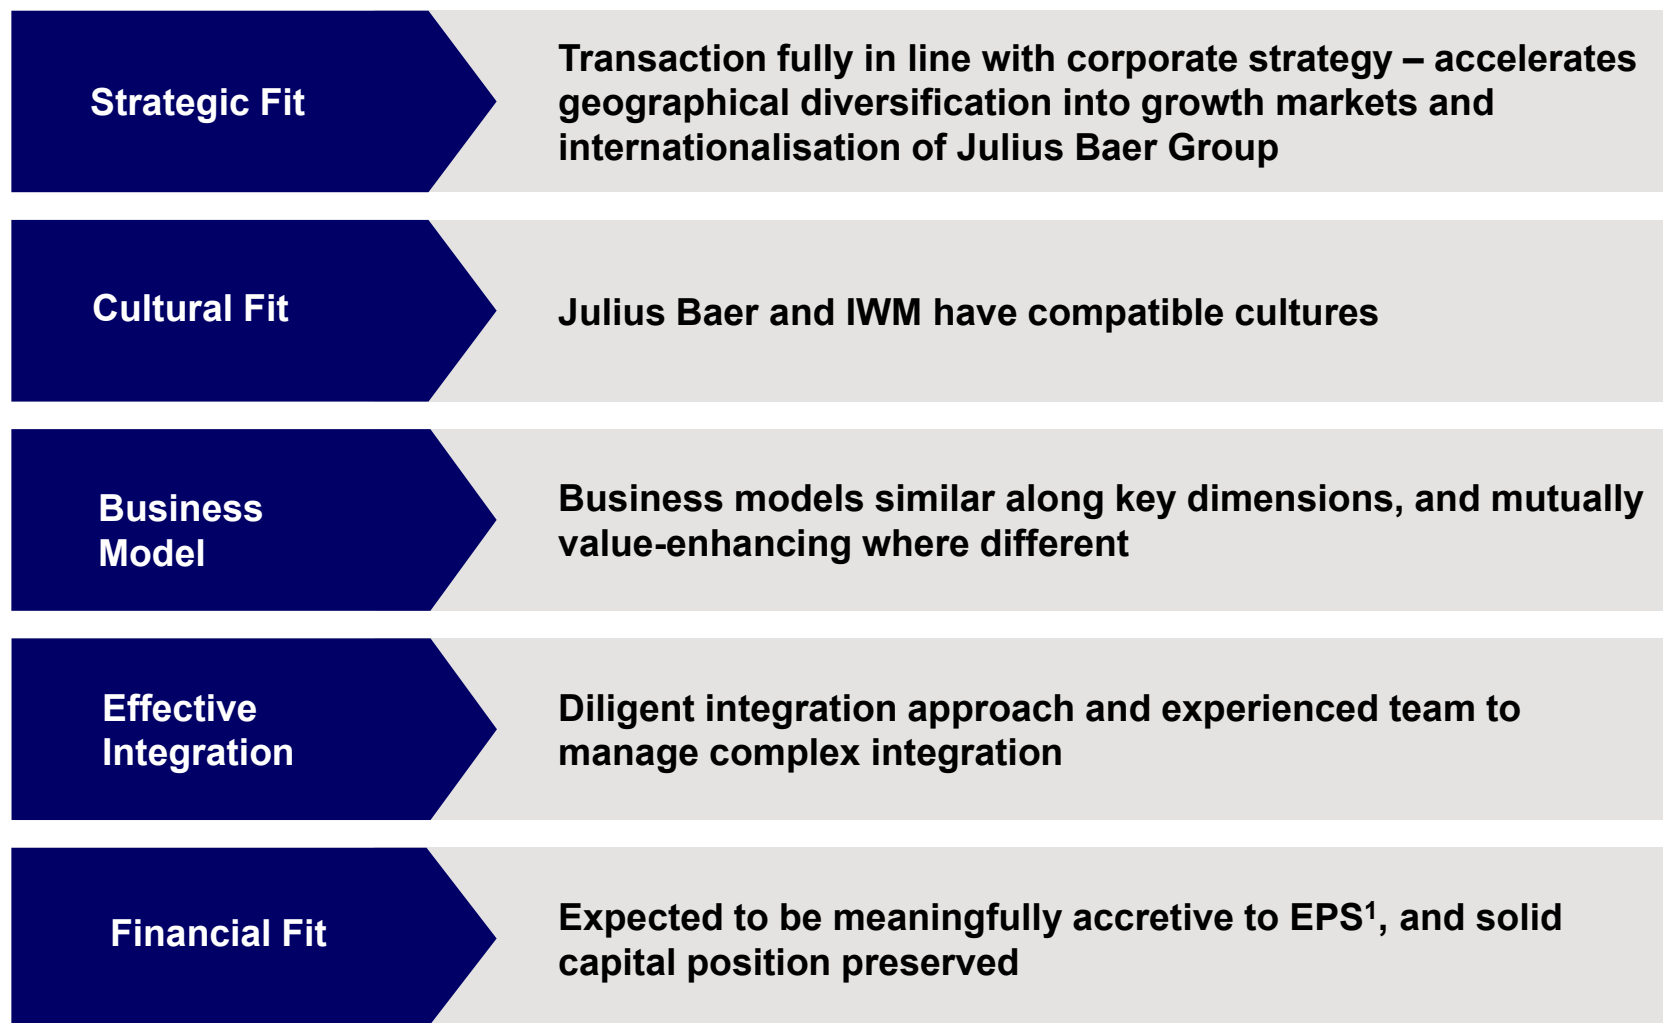 Strategic Fit
Transaction fully in line with corporate strategy – accelerates
geographical diversification into growth markets and
internationalisation of Julius Baer Group
Cultural Fit
Julius Baer and IWM have compatible cultures
Business
Model
Business models similar along key dimensions, and mutually
value-enhancing where different
Effective
Integration
Diligent integration approach and experienced team to
manage complex integration
Financial Fit
Expected to be meaningfully accretive to EPS¹, and solid
capital position preserved